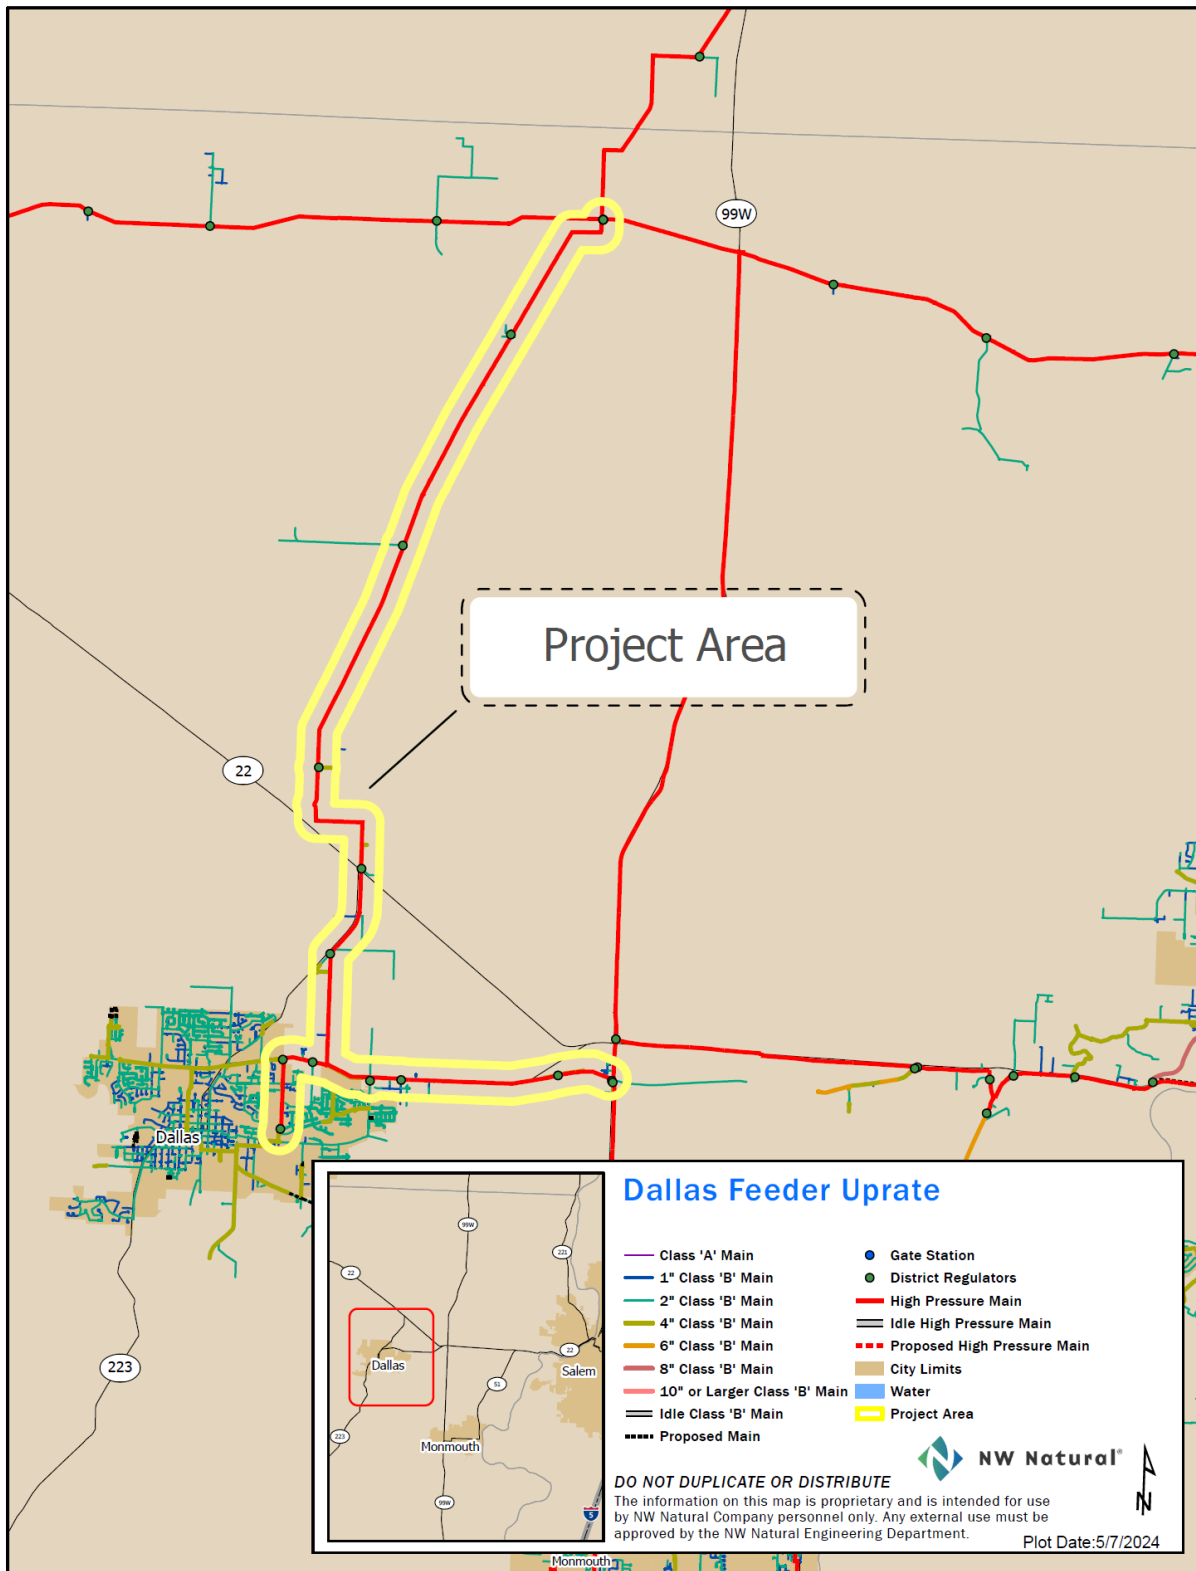 99W
Project Area
22
Dallas
223
Dallas Feeder Uprate
Class 'A' Main
1" Class 'B' Main
2" Class 'B' Main
4" Class 'B' Main
6" Class 'B' Main
8" Class 'B' Main
10" or Larger Class 'B' Main
Idle Class 'B' Main
Proposed Main
Gate Station
District Regulators
High Pressure Main
Idle High Pressure Main
Proposed High Pressure Main
City Limits
Water
Project Area
99W
221
22
Dallas
22
Salem
51
223
Monmouth
99W
5
NW Natural®
N
DO NOT DUPLICATE OR DISTRIBUTE
The information on this map is proprietary and is intended for use
by NW Natural Company personnel only. Any external use must be
approved by the NW Natural Engineering Department.
Plot Date:5/7/2024
Monmouth